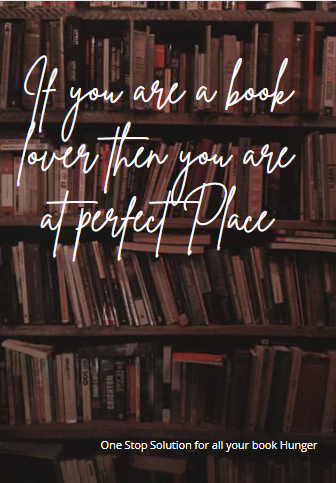 If you are a book
lover then you are
at perfect Place
One Stop Solution for all your book Hunger